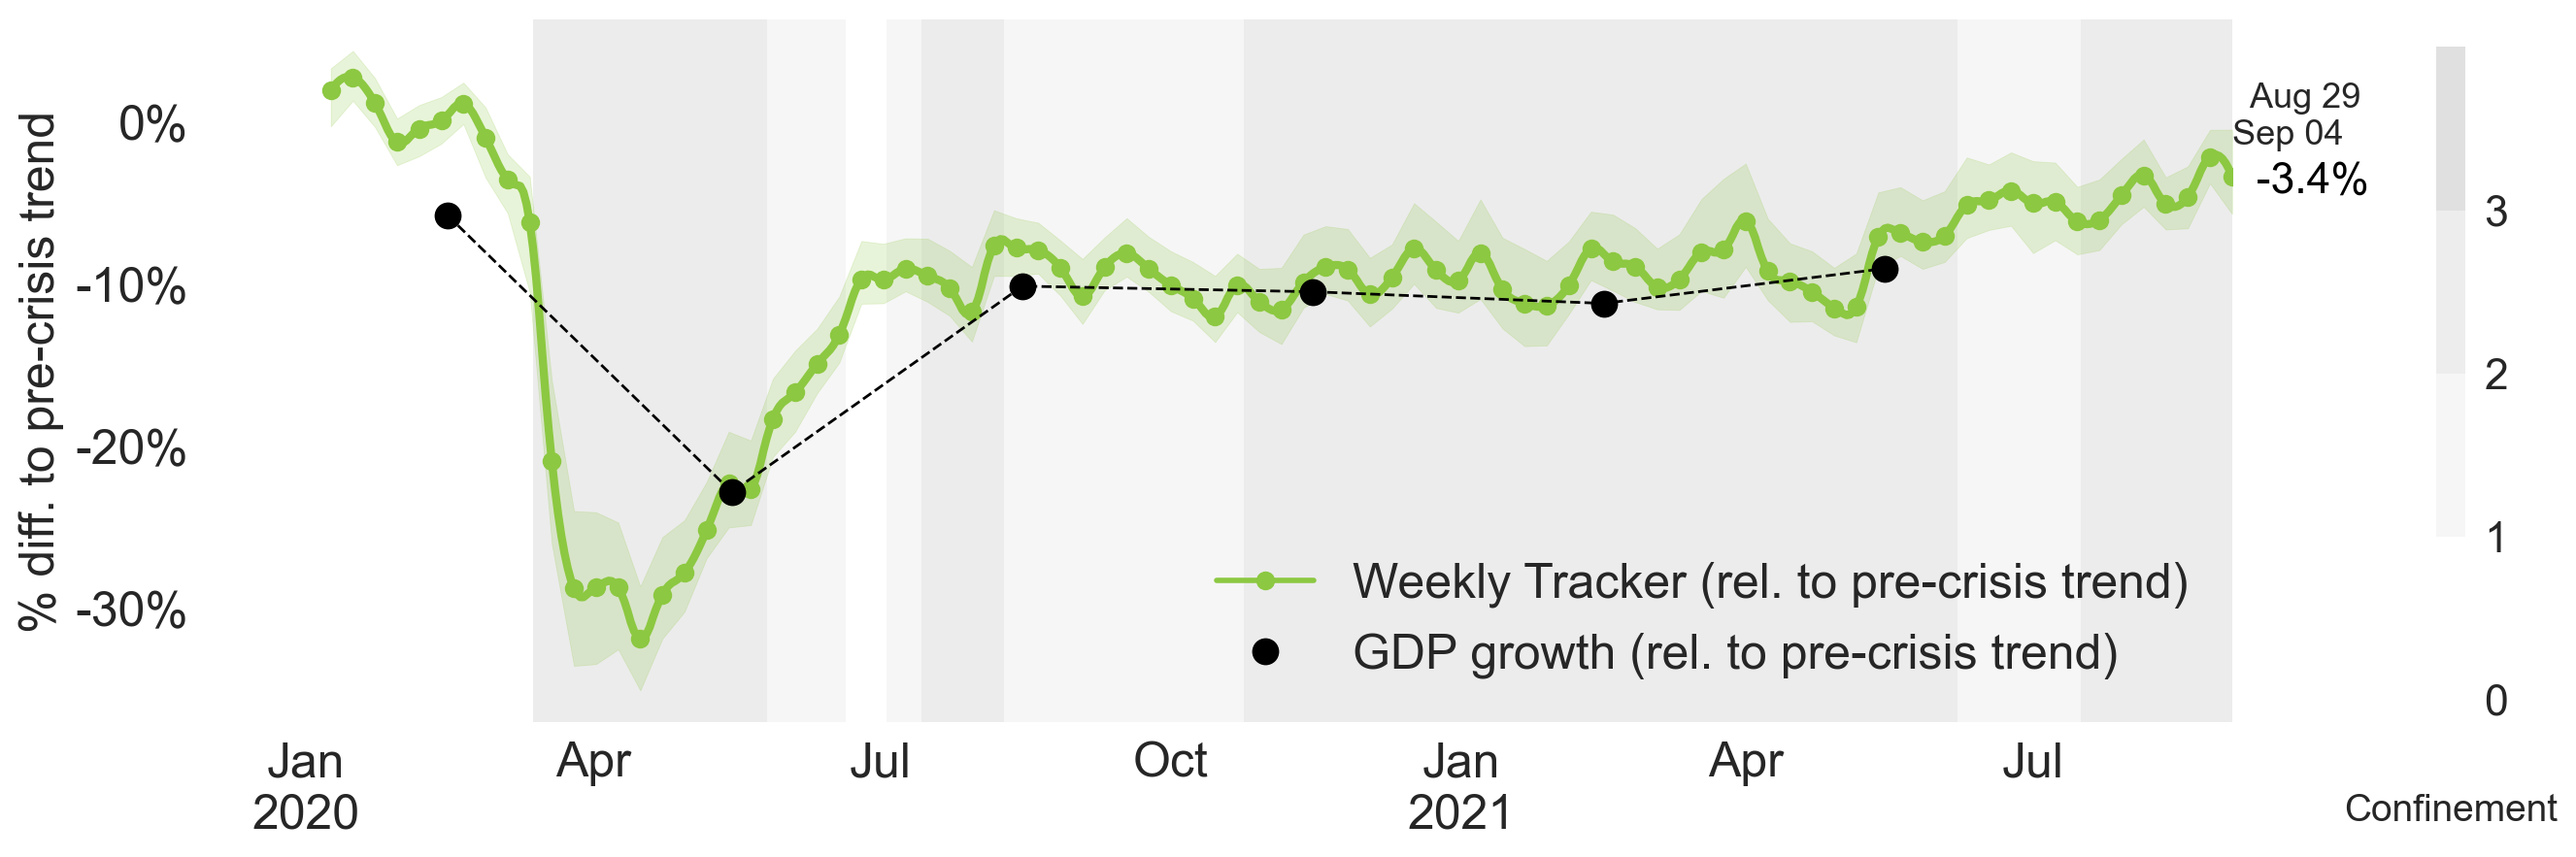 % diff. to pre-crisis trend
0%
-10%
-20%
-30%
Aug 29
Sep 04
-3.4%
Weekly Tracker (rel. to pre-crisis trend)
GDP growth (rel. to pre-crisis trend)
Jan
2020
Apr
Jul
Oct
Jan
2021
Apr
Jul
3
2
1
0
Confinement